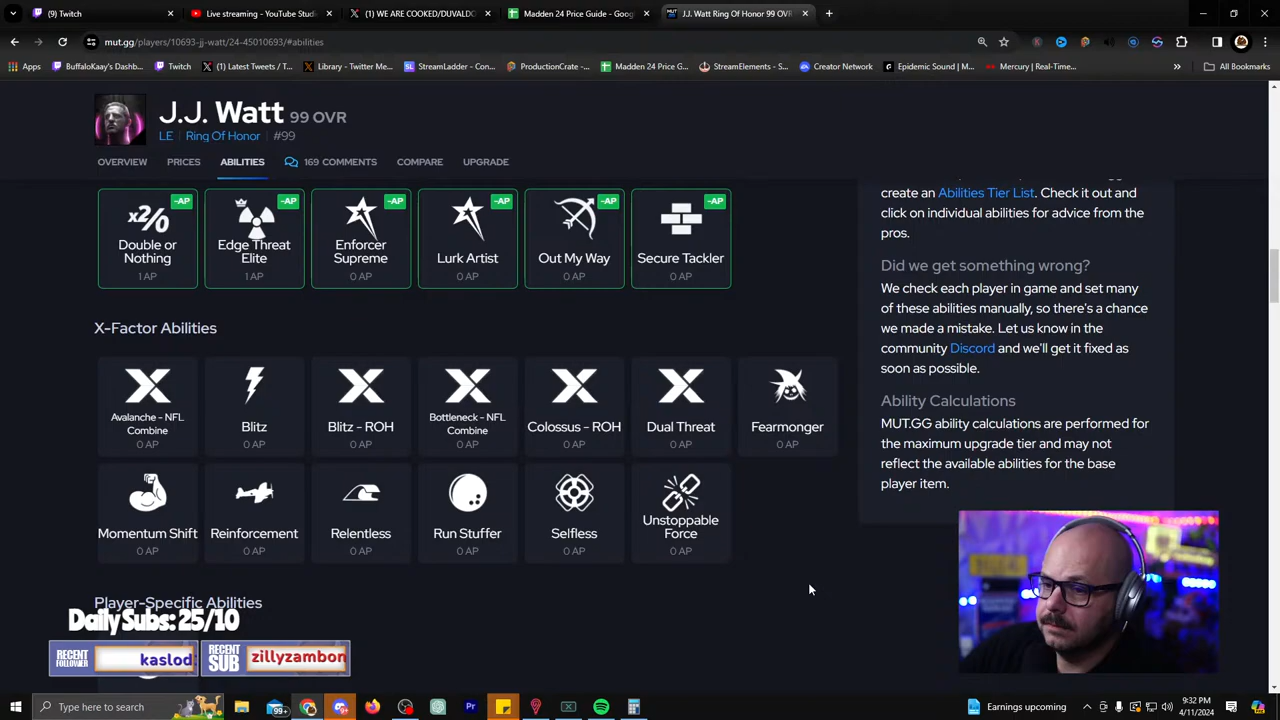 (9) Twitch
Live streaming - YouTube Studi
(1) WE ARE COOKED/DUVALDC
Madden 24 Price Guide - Goog
J.J. Watt Ring Of Honor 99 OVR
mut.gg/players/10693-jj-watt/24-45010693/#abilities
Apps
BuffaloKaay's Dashb...
Twitch
(1) Latest Tweets / T...
Library - Twitter Me...
StreamLadder - Con...
ProductionCrate -...
Madden 24 Price G...
StreamElements - S...
Creator Network
Epidemic Sound | M...
Mercury | Real-Time...
All Bookmarks
J.J. Watt 99 OVR
LE | Ring Of Honor | #99
OVERVIEW PRICES ABILITIES 169 COMMENTS COMPARE UPGRADE
-AP
Double or Nothing
1 AP
-AP
Edge Threat Elite
1 AP
-AP
Enforcer Supreme
0 AP
-AP
Lurk Artist
0 AP
-AP
Out My Way
0 AP
-AP
Secure Tackler
0 AP
X-Factor Abilities
Avalanche - NFL Combine
0 AP
Blitz
0 AP
Blitz - ROH
0 AP
Bottleneck - NFL Combine
0 AP
Colossus - ROH
0 AP
Dual Threat
0 AP
Fearmonger
0 AP
Momentum Shift
0 AP
Reinforcement
0 AP
Relentless
0 AP
Run Stuffer
0 AP
Selfless
0 AP
Unstoppable Force
0 AP
Player-Specific Abilities
create an Abilities Tier List. Check it out and
click on individual abilities for advice from the
pros.
Did we get something wrong?
We check each player in game and set many
of these abilities manually, so there's a chance
we made a mistake. Let us know in the
community Discord and we'll get it fixed as
soon as possible.
Ability Calculations
MUT.GG ability calculations are performed for
the maximum upgrade tier and may not
reflect the available abilities for the base
player item.
Daily Subs: 25/10
RECENT FOLLOWER kaslod
RECENT SUB zillyzambon
Type here to search
99+
Earnings upcoming
9:32 PM
4/11/2024